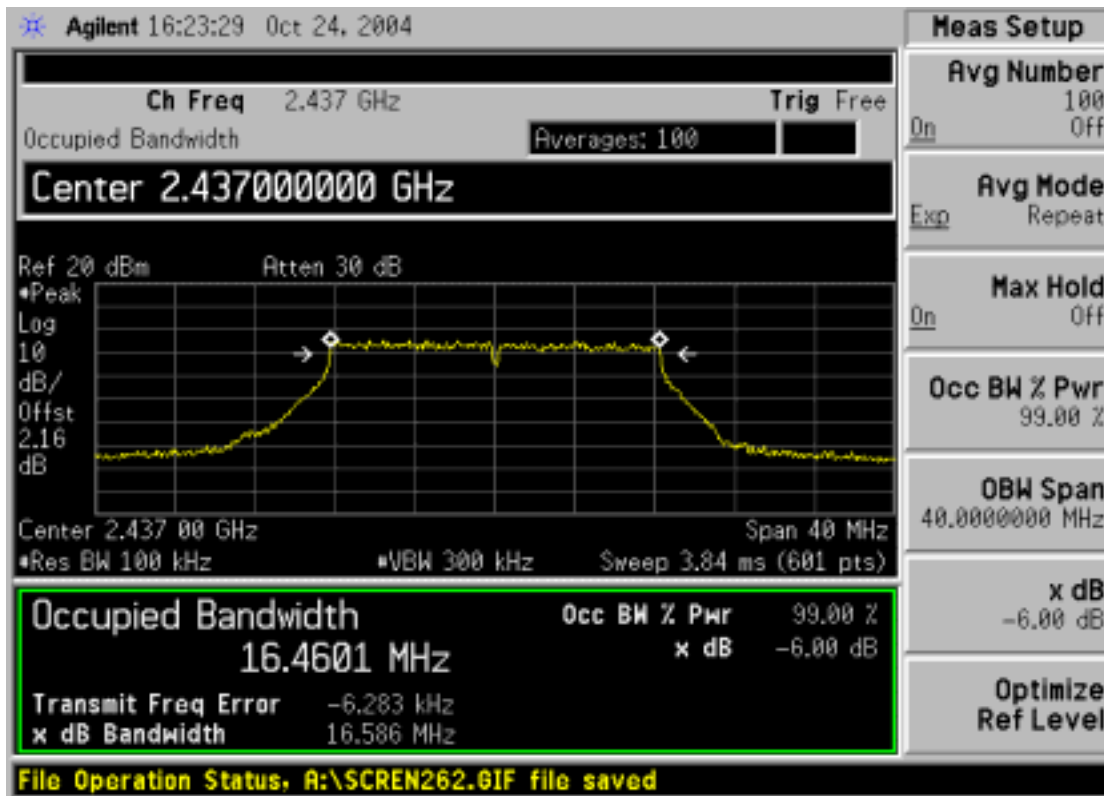 Agilent 16:23:29 Oct 24, 2004
Ch Freq 2.437 GHz Trig Free
Occupied Bandwidth Averages: 100
Center 2.437000000 GHz
Ref 20 dBm Atten 30 dB
*Peak
Log
10
dB/
Offst
2.16
dB
Center 2.437 00 GHz Span 40 MHz
*Res BW 100 kHz *VBW 300 kHz Sweep 3.84 ms (601 pts)
Occupied Bandwidth Occ BW % Pwr 99.00 %
16.4601 MHz x dB -6.00 dB
Transmit Freq Error -6.283 kHz
x dB Bandwidth 16.586 MHz
File Operation Status, A:\SCREN262.GIF file saved
Meas Setup
Avg Number
100
On Off
Avg Mode
Exp Repeat
Max Hold
On Off
Occ BW % Pwr
99.00 %
OBW Span
40.0000000 MHz
x dB
-6.00 dB
Optimize
Ref Level